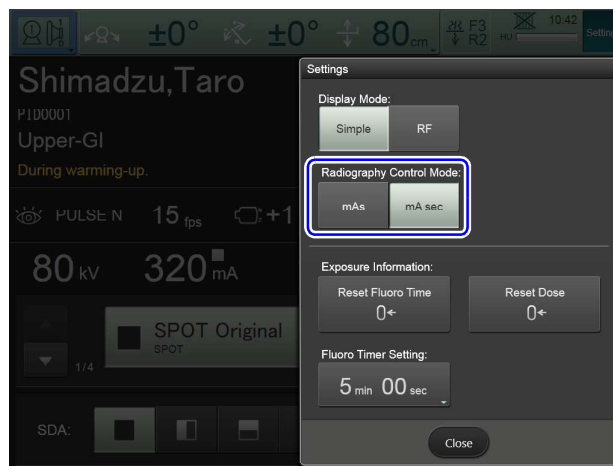 ±0° ±0° 80 cm F3 R2 HU: 10:42 Setting
Shimadzu,Taro
PID0001
Upper-GI
During warming-up.
PULSE N 15 fps +1
80 kV 320 mA
SPOT Original
SPOT
1/4
SDA:
Settings
Display Mode:
Simple RF
Radiography Control Mode:
mAs mA sec
Exposure Information:
Reset Fluoro Time Reset Dose
0← 0←
Fluoro Timer Setting:
5 min 00 sec
Close